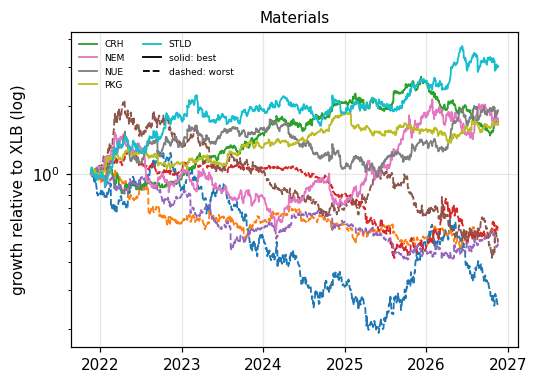 Materials
CRH
NEM
NUE
PKG
STLD
solid: best
dashed: worst
growth relative to XLB (log)
10⁰
2022 2023 2024 2025 2026 2027